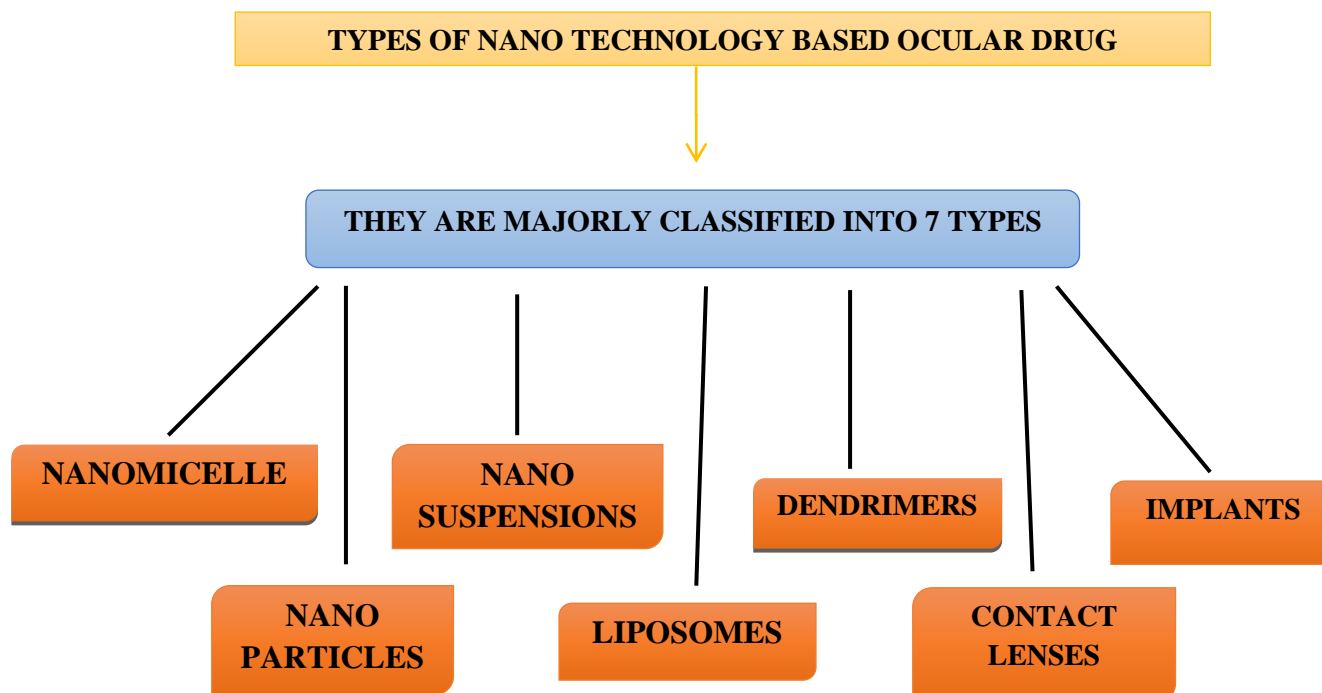 TYPES OF NANO TECHNOLOGY BASED OCULAR DRUG
THEY ARE MAJORLY CLASSIFIED INTO 7 TYPES
NANOMICELLE
NANO
PARTICLES
NANO
SUSPENSIONS
LIPOSOMES
DENDRIMERS
CONTACT
LENSES
IMPLANTS